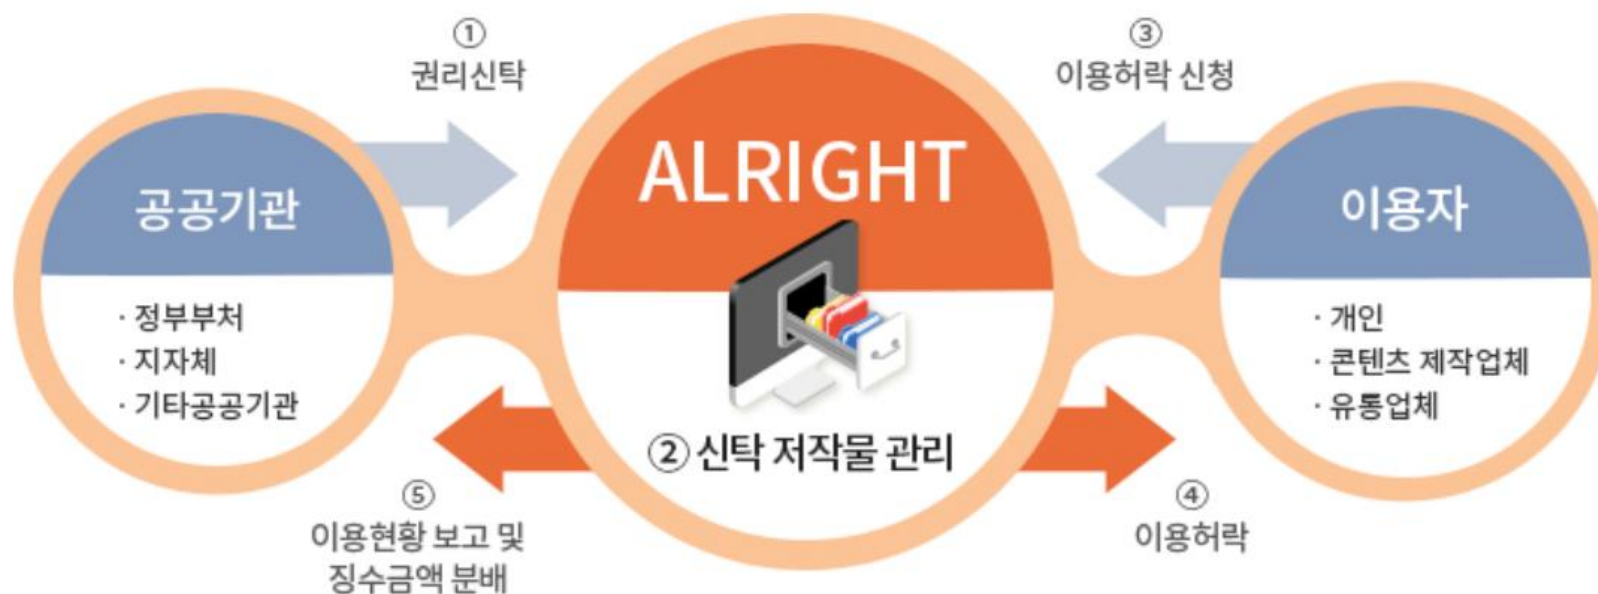 ①
권리신탁
③
이용허락 신청
ALRIGHT
공공기관
이용자
· 정부부처
· 지자체
· 기타공공기관
· 개인
· 콘텐츠 제작업체
· 유통업체
② 신탁 저작물 관리
⑤
이용현황 보고 및
징수금액 분배
④
이용허락